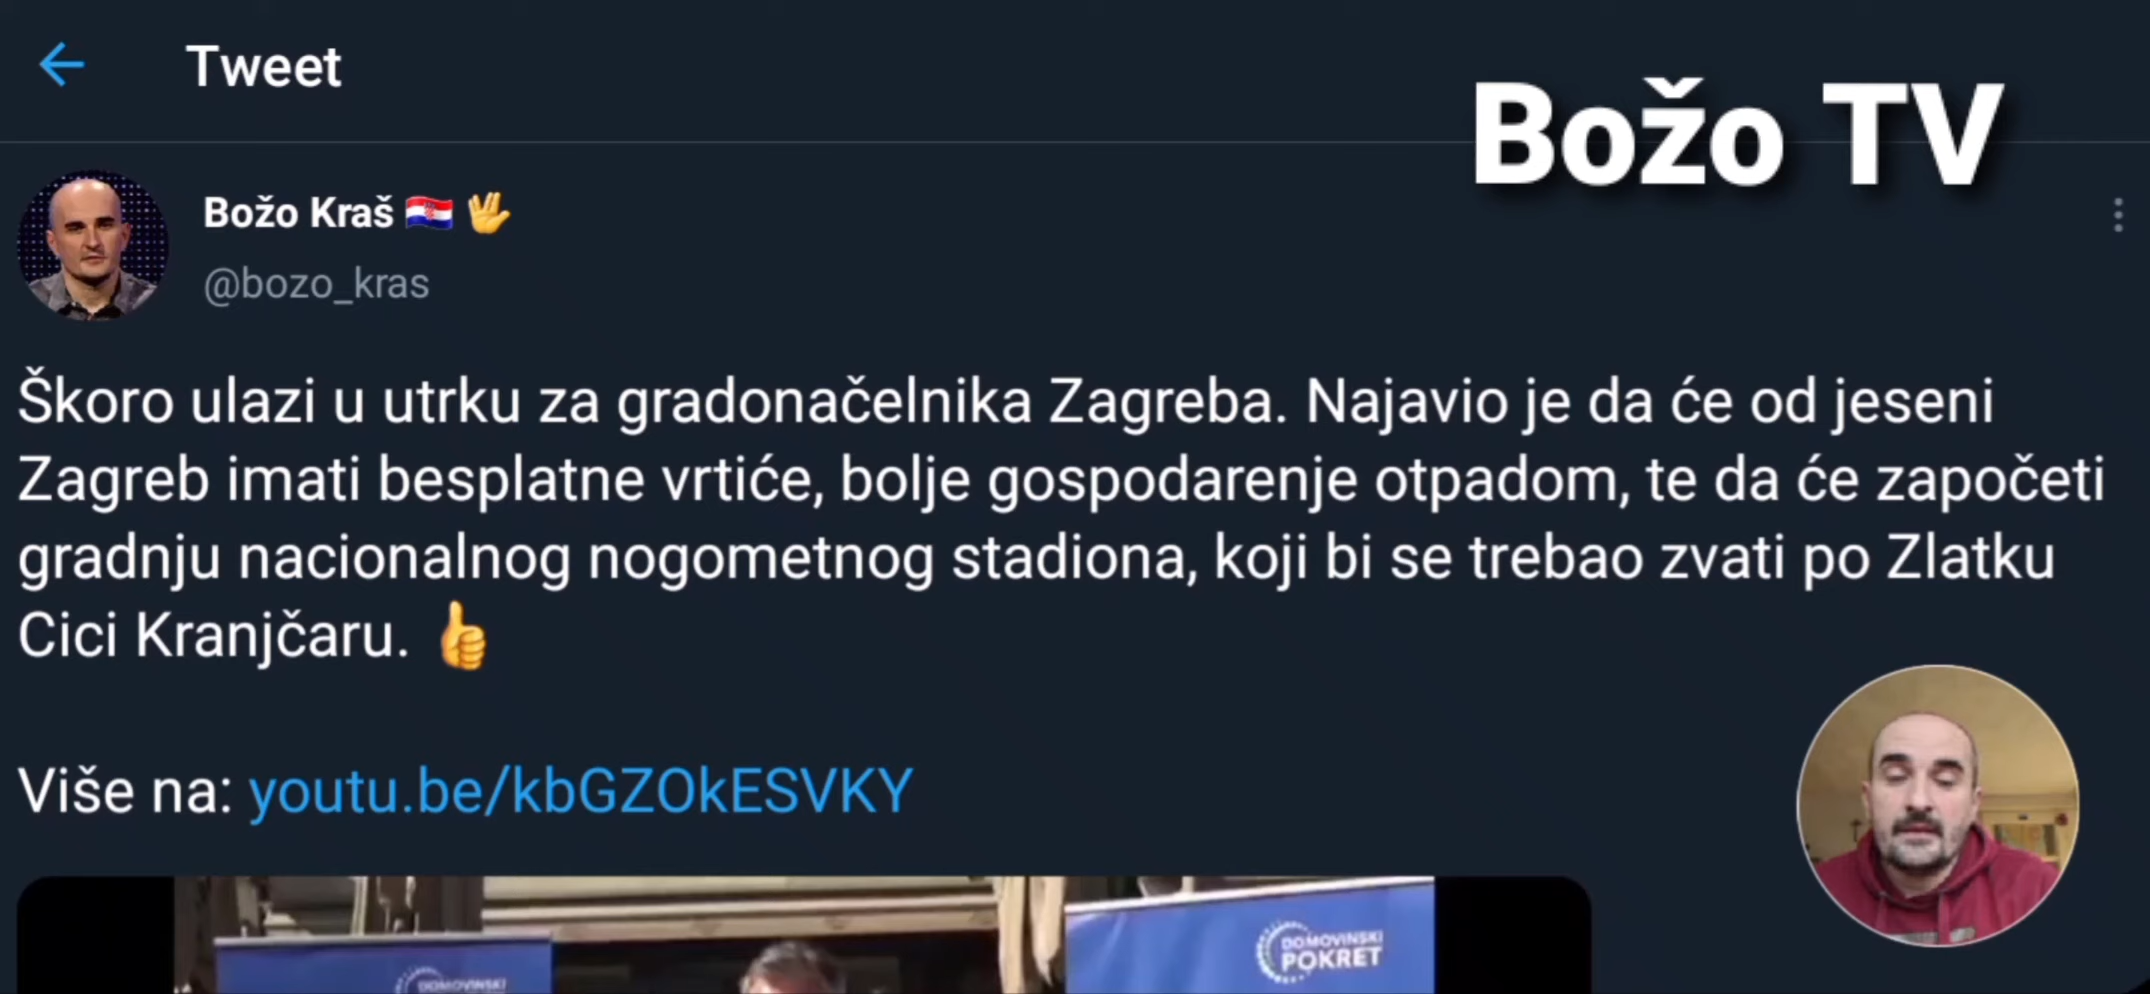 Tweet
Božo TV
Božo Kraš
@bozo_kras
Škoro ulazi u utrku za gradonačelnika Zagreba. Najavio je da će od jeseni
Zagreb imati besplatne vrtiće, bolje gospodarenje otpadom, te da će započeti
gradnju nacionalnog nogometnog stadiona, koji bi se trebao zvati po Zlatku
Cici Kranjčaru.
Više na: youtu.be/kbGZOkESVKY
DOMOVINSKI
POKRET
DOMOVINSKI